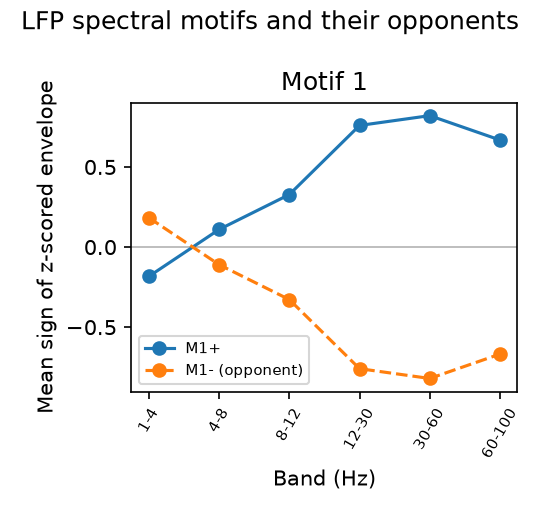 LFP spectral motifs and their opponents
Motif 1
Mean sign of z-scored envelope
0.5
0.0
−0.5
M1+
M1- (opponent)
1-4
4-8
8-12
12-30
30-60
60-100
Band (Hz)